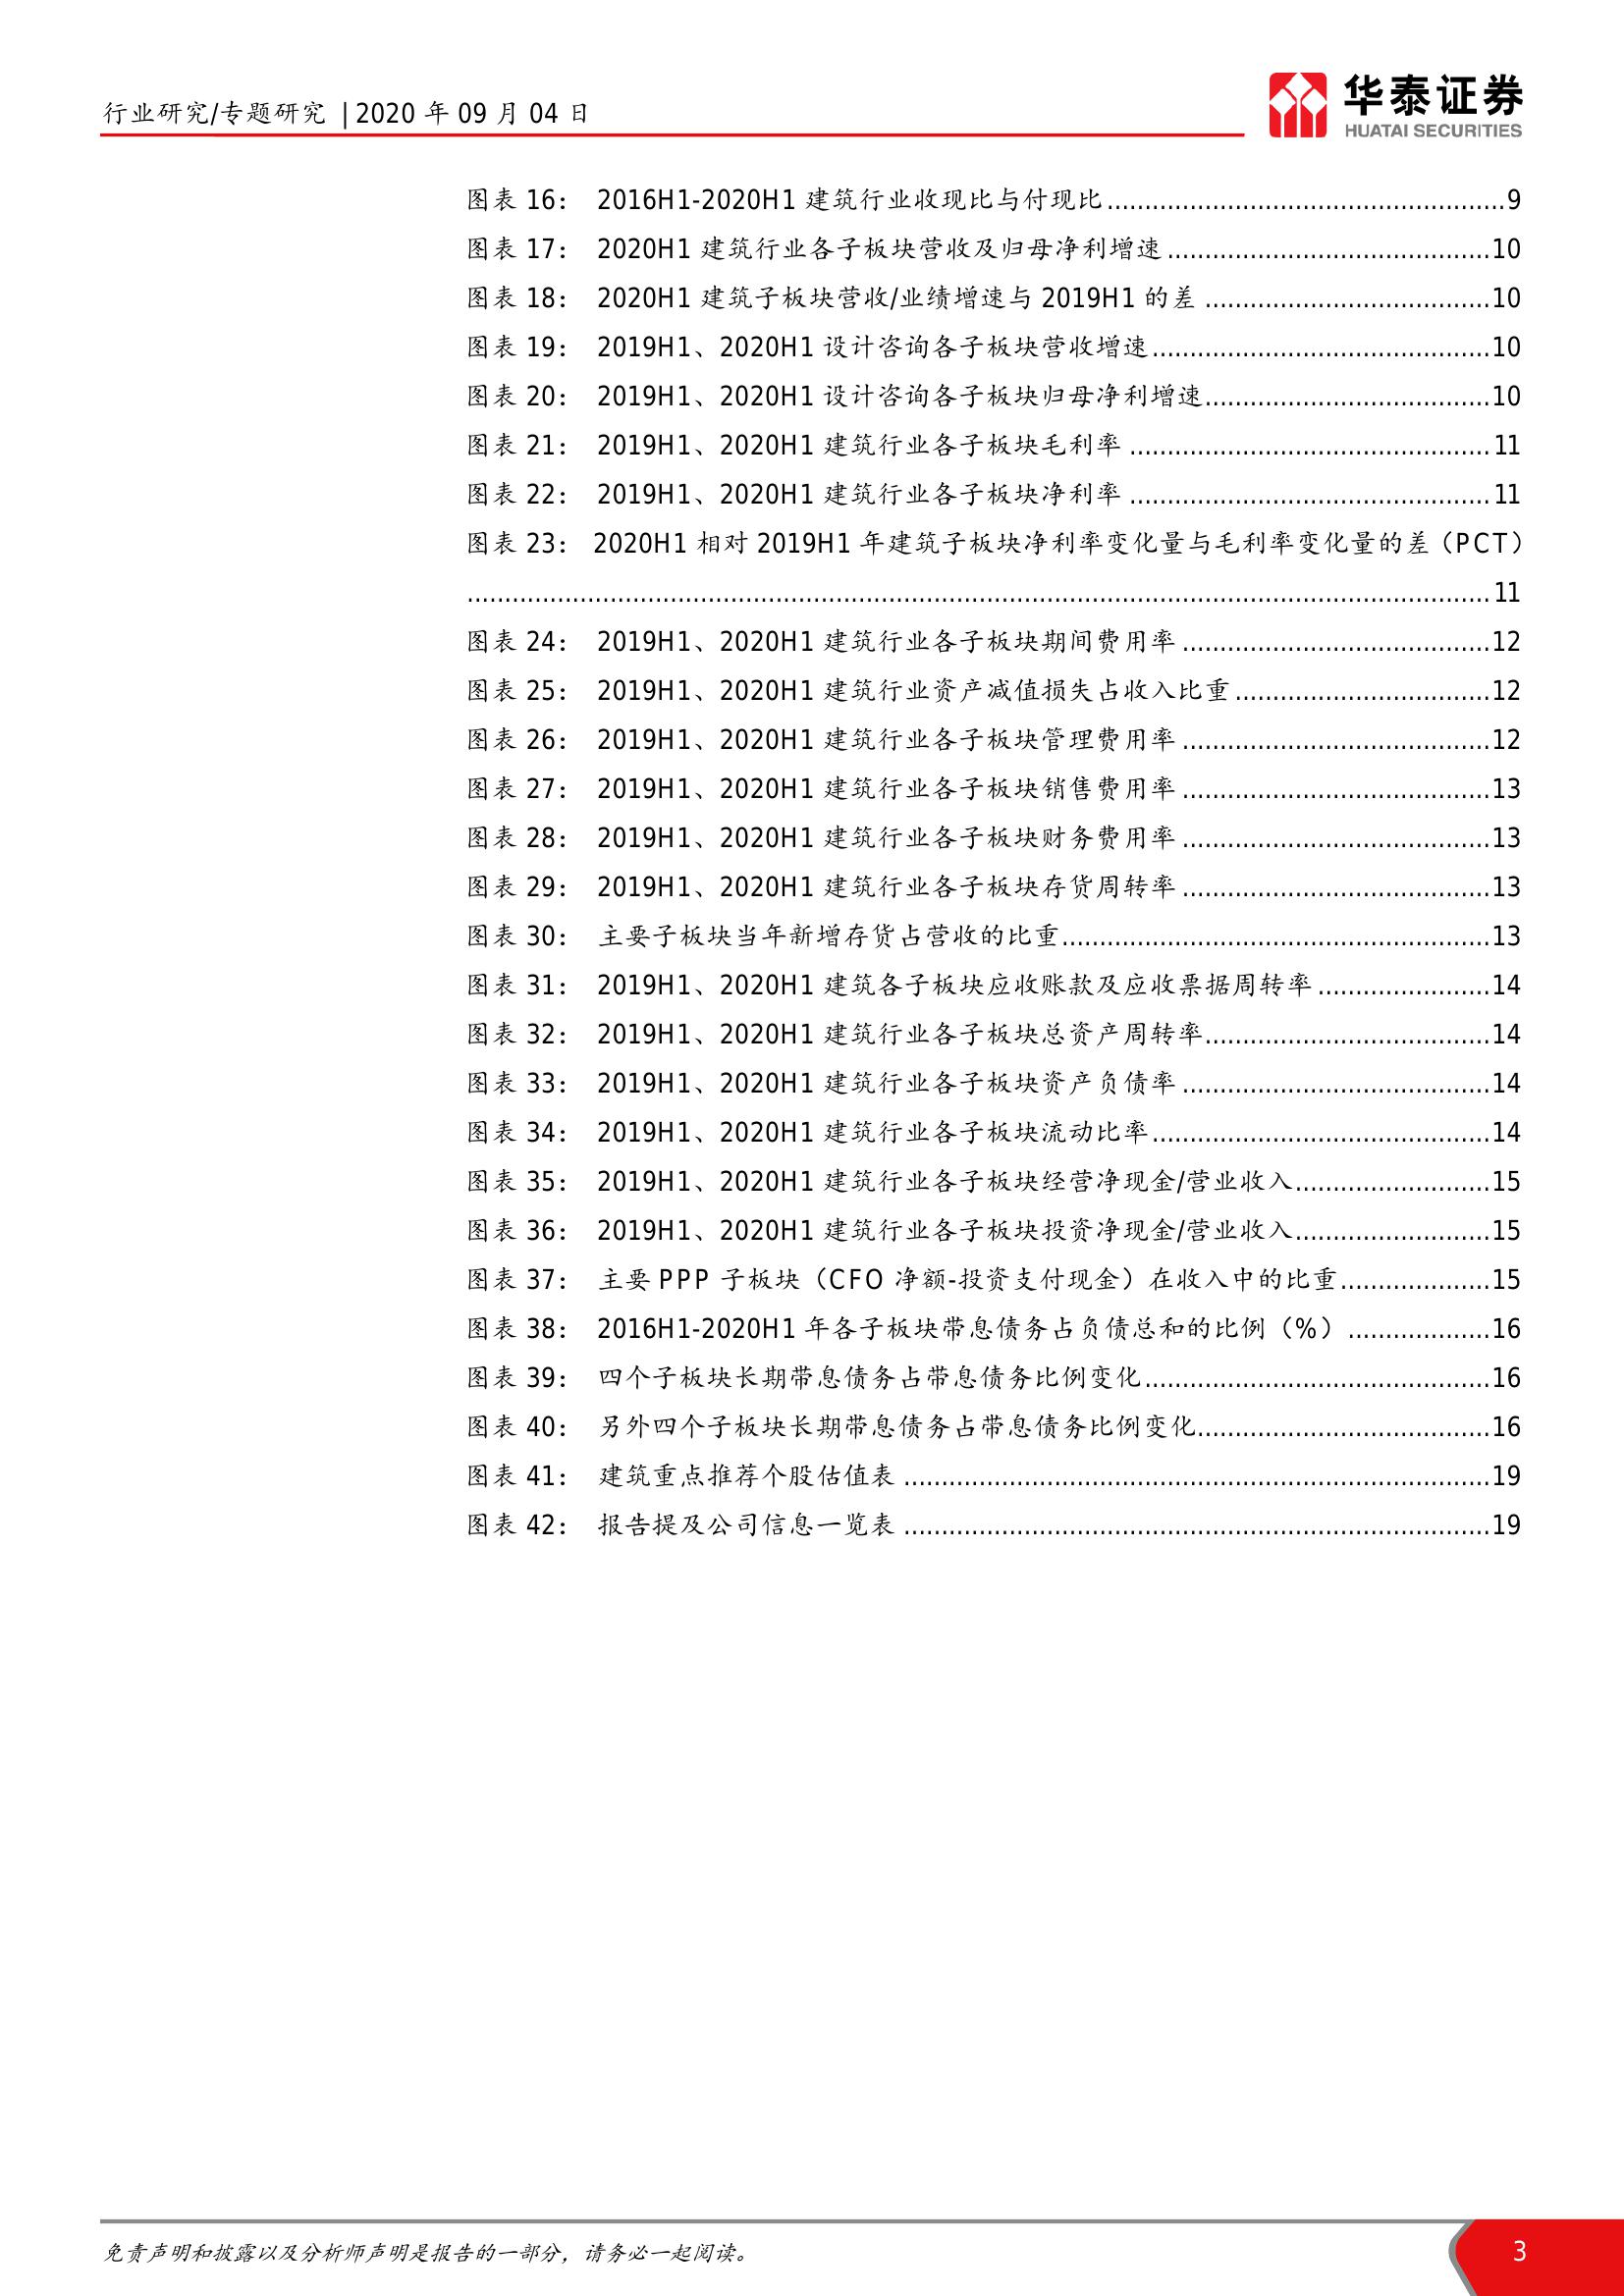 行业研究/专题研究 | 2020 年 09 月 04 日
华泰证券
HUATAI SECURITIES
图表 16： 2016H1-2020H1 建筑行业收现比与付现比....................................................9
图表 17： 2020H1 建筑行业各子板块营收及归母净利增速..........................................10
图表 18： 2020H1 建筑子板块营收/业绩增速与 2019H1 的差.....................................10
图表 19： 2019H1、2020H1 设计咨询各子板块营收增速............................................10
图表 20： 2019H1、2020H1 设计咨询各子板块归母净利增速.....................................10
图表 21： 2019H1、2020H1 建筑行业各子板块毛利率...............................................11
图表 22： 2019H1、2020H1 建筑行业各子板块净利率...............................................11
图表 23： 2020H1 相对 2019H1 年建筑子板块净利率变化量与毛利率变化量的差（PCT）
.......................................................................................................................................11
图表 24： 2019H1、2020H1 建筑行业各子板块期间费用率........................................12
图表 25： 2019H1、2020H1 建筑行业资产减值损失占收入比重.................................12
图表 26： 2019H1、2020H1 建筑行业各子板块管理费用率........................................12
图表 27： 2019H1、2020H1 建筑行业各子板块销售费用率........................................13
图表 28： 2019H1、2020H1 建筑行业各子板块财务费用率........................................13
图表 29： 2019H1、2020H1 建筑行业各子板块存货周转率........................................13
图表 30： 主要子板块当年新增存货占营收的比重........................................................13
图表 31： 2019H1、2020H1 建筑各子板块应收账款及应收票据周转率......................14
图表 32： 2019H1、2020H1 建筑行业各子板块总资产周转率.....................................14
图表 33： 2019H1、2020H1 建筑行业各子板块资产负债率........................................14
图表 34： 2019H1、2020H1 建筑行业各子板块流动比率............................................14
图表 35： 2019H1、2020H1 建筑行业各子板块经营净现金/营业收入.........................15
图表 36： 2019H1、2020H1 建筑行业各子板块投资净现金/营业收入.........................15
图表 37： 主要 PPP 子板块（CFO 净额-投资支付现金）在收入中的比重...................15
图表 38： 2016H1-2020H1 年各子板块带息债务占负债总和的比例（%）..................16
图表 39： 四个子板块长期带息债务占带息债务比例变化.............................................16
图表 40： 另外四个子板块长期带息债务占带息债务比例变化......................................16
图表 41： 建筑重点推荐个股估值表.............................................................................19
图表 42： 报告提及公司信息一览表.............................................................................19
免责声明和披露以及分析师声明是报告的一部分，请务必一起阅读。
3